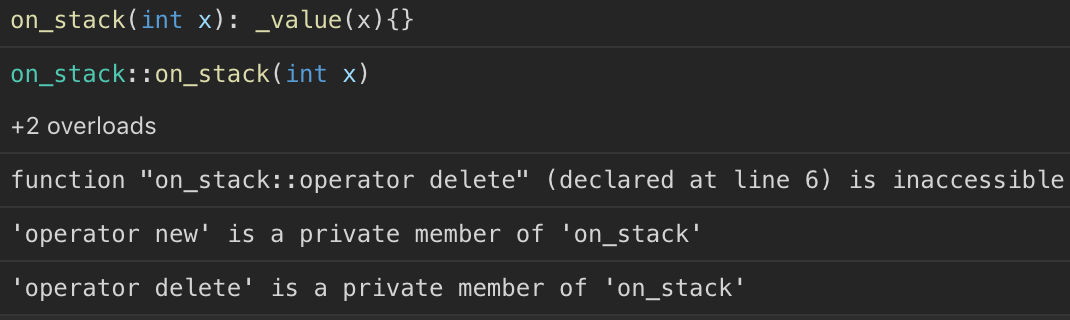 on_stack(int x): _value(x){}
on_stack::on_stack(int x)
+2 overloads
function "on_stack::operator delete" (declared at line 6) is inaccessible
'operator new' is a private member of 'on_stack'
'operator delete' is a private member of 'on_stack'